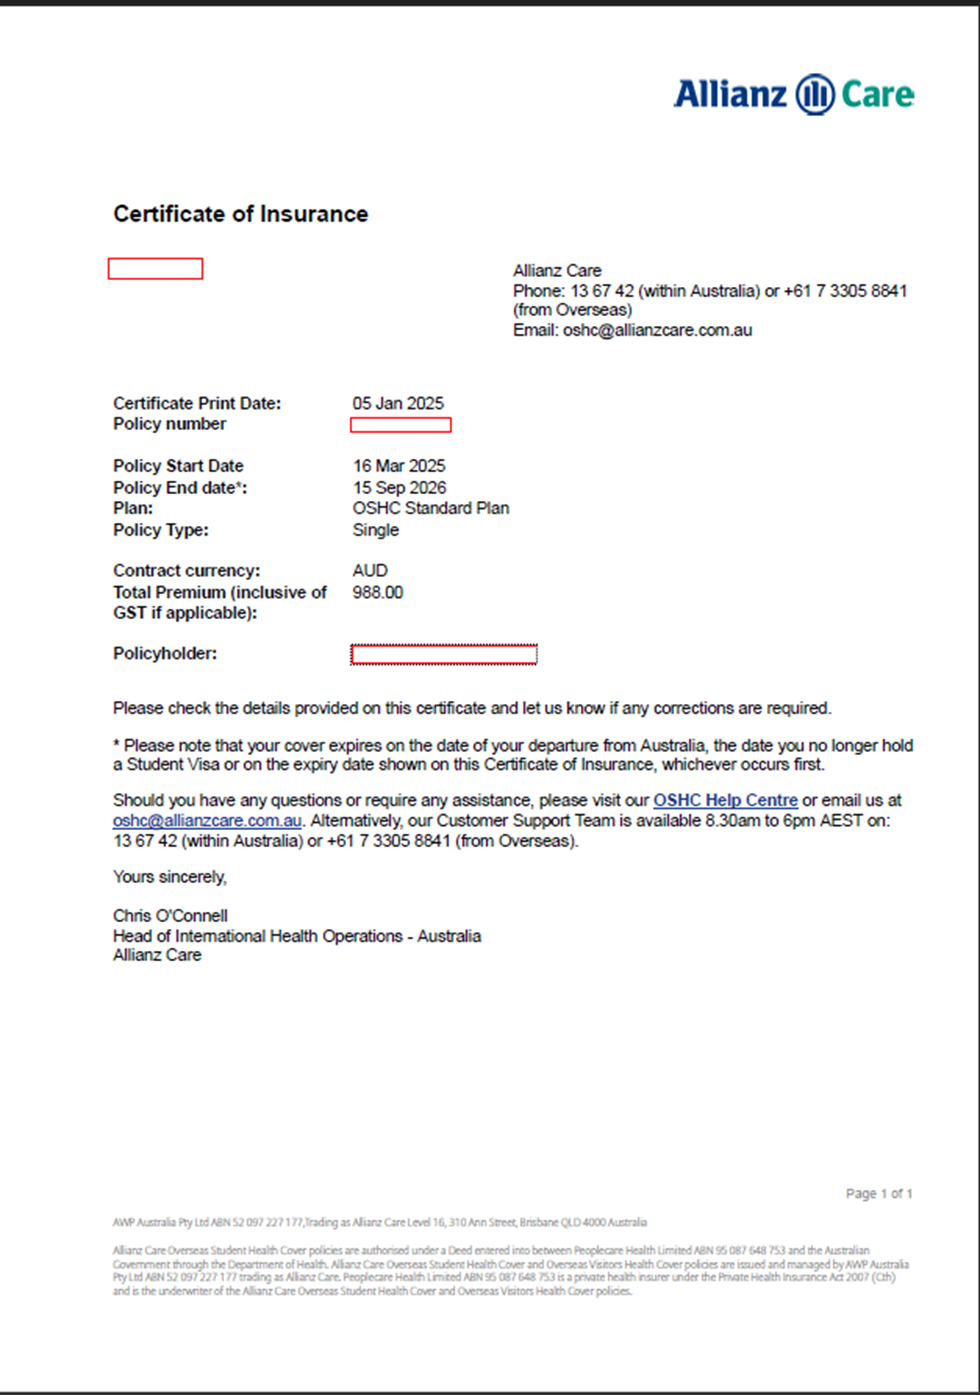 Allianz Care
Certificate of Insurance
Allianz Care
Phone: 13 67 42 (within Australia) or +61 7 3305 8841
(from Overseas)
Email: oshc@allianzcare.com.au
Certificate Print Date: 05 Jan 2025
Policy number
Policy Start Date 16 Mar 2025
Policy End date*: 15 Sep 2026
Plan: OSHC Standard Plan
Policy Type: Single
Contract currency: AUD
Total Premium (inclusive of 988.00
GST if applicable):
Policyholder:
Please check the details provided on this certificate and let us know if any corrections are required.
* Please note that your cover expires on the date of your departure from Australia, the date you no longer hold
a Student Visa or on the expiry date shown on this Certificate of Insurance, whichever occurs first.
Should you have any questions or require any assistance, please visit our OSHC Help Centre or email us at
oshc@allianzcare.com.au. Alternatively, our Customer Support Team is available 8.30am to 6pm AEST on:
13 67 42 (within Australia) or +61 7 3305 8841 (from Overseas).
Yours sincerely,
Chris O'Connell
Head of International Health Operations - Australia
Allianz Care
Page 1 of 1
AWP Australia Pty Ltd ABN 52 097 227 177,Trading as Allianz Care Level 16, 310 Ann Street, Brisbane QLD 4000 Australia
Allianz Care Overseas Student Health Cover policies are authorised under a Deed entered into between Peoplecare Health Limited ABN 95 087 648 753 and the Australian
Government through the Department of Health. Allianz Care Overseas Student Health Cover and Overseas Visitors Health Cover policies are issued and managed by AWP Australia
Pty Ltd ABN 52 097 227 177 trading as Allianz Care. Peoplecare Health Limited ABN 95 087 648 753 is a private health insurer under the Private Health Insurance Act 2007 (Cth)
and is the underwriter of the Allianz Care Overseas Student Health Cover and Overseas Visitors Health Cover policies.